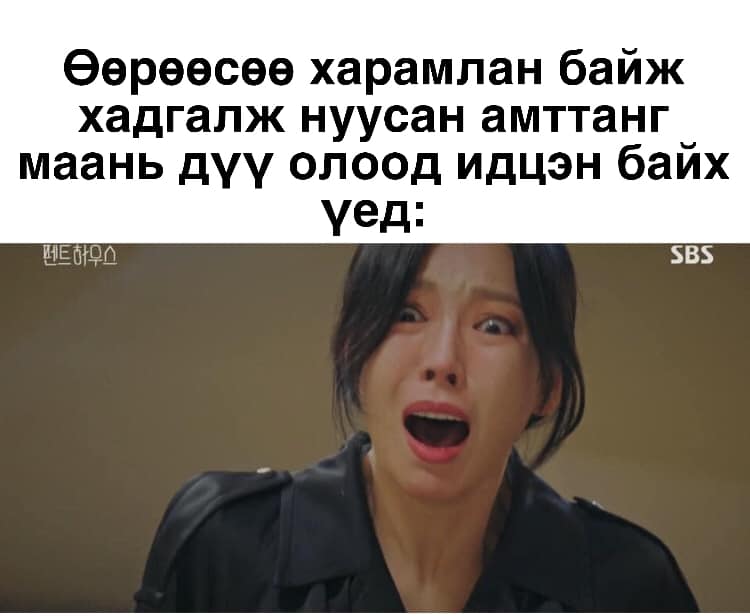 Өөрөөсөө харамлан байж
хадгалж нуусан амттанг
маань дүү олоод идцэн байх
үед:
펜트하우스
SBS